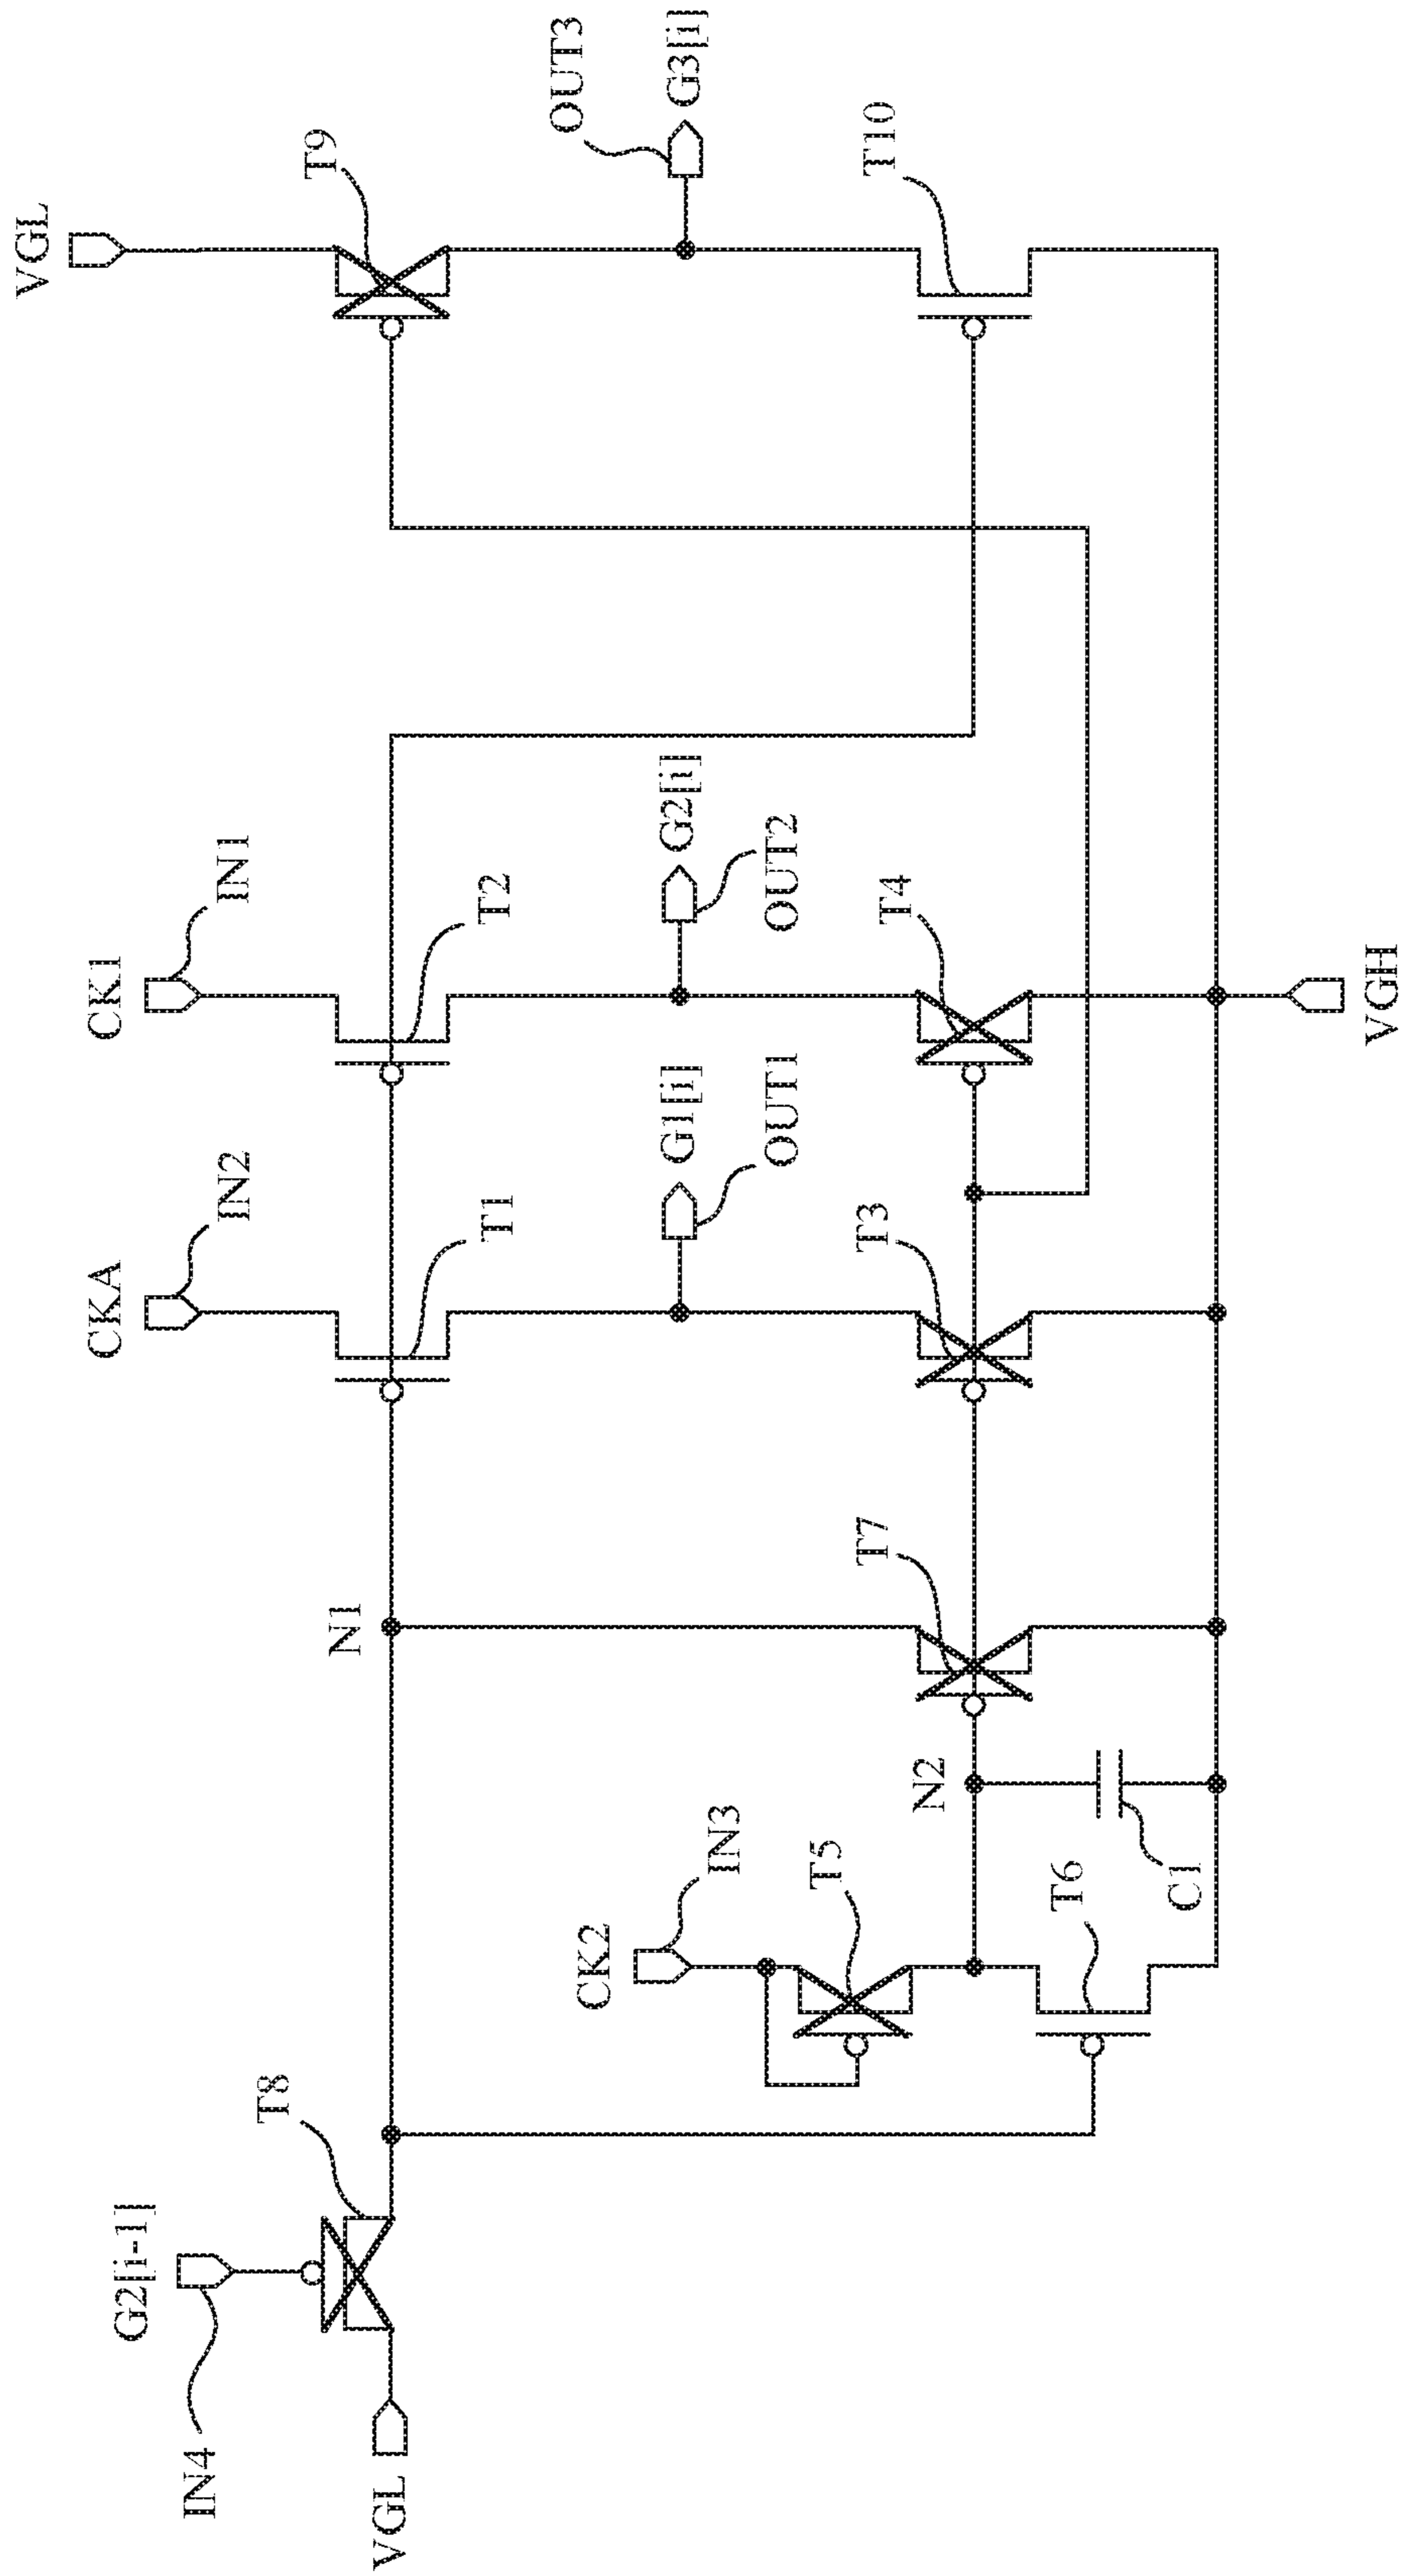 VGL
T9
OUT3
G3[i]
T10
CK1
IN1
T2
G2[i]
OUT2
T4
VGH
CKA
IN2
T1
G1[i]
OUT1
T3
N1
T7
N2
C1
CK2
IN3
T5
T6
G2[i-1]
IN4
T8
VGL